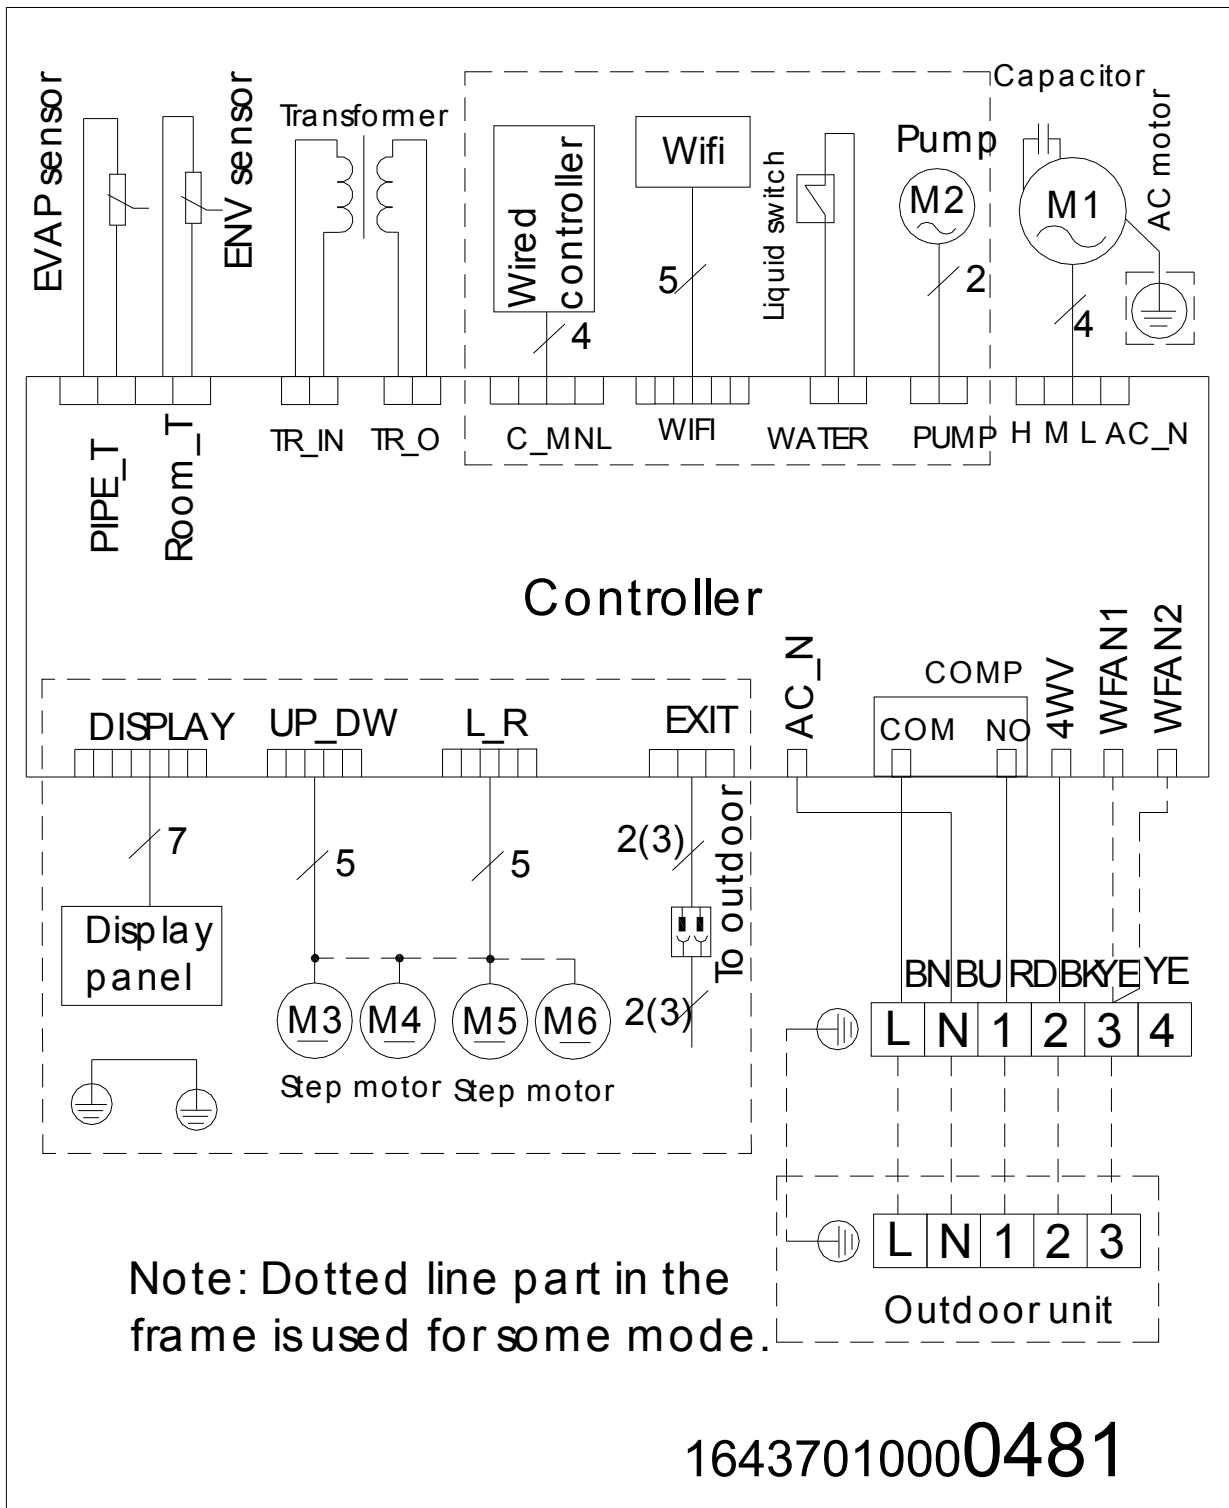 EVAP sensor
ENV sensor
Transformer
Wired
controller
Wifi
Liquid switch
Pump
M2
Capacitor
M1
AC motor
4
5
2
4
PIPE_T
Room_T
TR_IN
TR_O
C_MNL
WIFI
WATER
PUMP
H M L AC_N
Controller
DISPLAY
UP_DW
L_R
EXIT
AC_N
COMP
COM
NO
4WV
WFAN1
WFAN2
7
5
5
2(3)
To outdoor
2(3)
Display
panel
M3
M4
M5
M6
Step motor
Step motor
BN BU RD BK YE YE
L N 1 2 3 4
L N 1 2 3
Outdoor unit
Note: Dotted line part in the
frame is used for some mode.
16437010000481